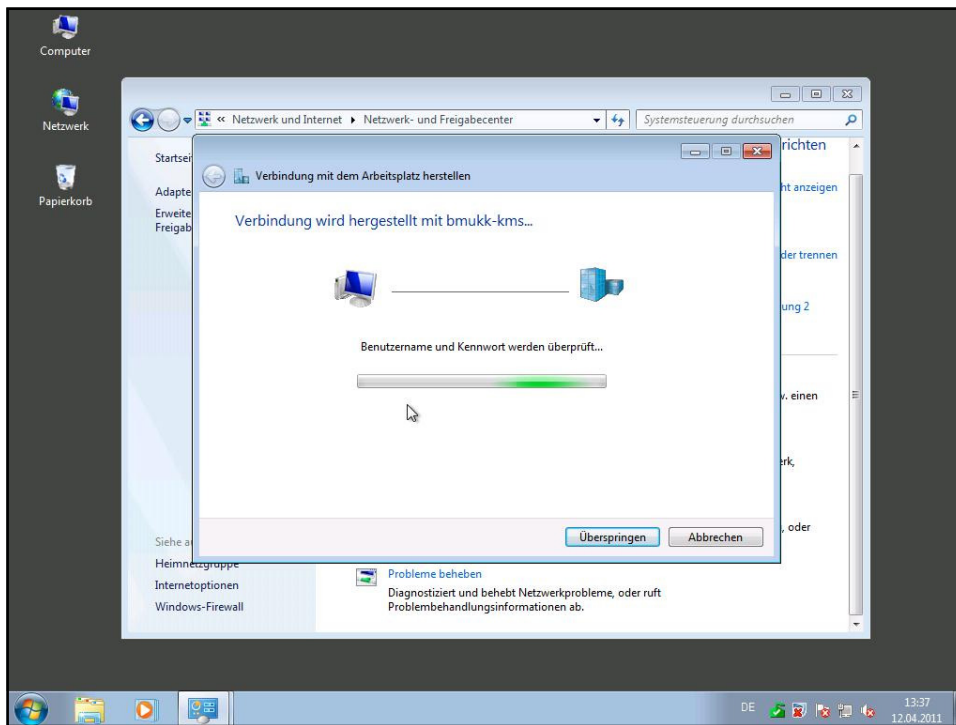 Computer
Netzwerk
Papierkorb
« Netzwerk und Internet ▸ Netzwerk- und Freigabecenter
Systemsteuerung durchsuchen
Startsei
richten
Verbindung mit dem Arbeitsplatz herstellen
Adapte
ht anzeigen
Erweite
Freigab
Verbindung wird hergestellt mit bmukk-kms...
der trennen
ung 2
Benutzername und Kennwort werden überprüft...
v. einen
erk,
, oder
Überspringen
Abbrechen
Siehe au
Heimnetzgruppe
Internetoptionen
Windows-Firewall
Probleme beheben
Diagnostiziert und behebt Netzwerkprobleme, oder ruft
Problembehandlungsinformationen ab.
DE
13:37
12.04.2011